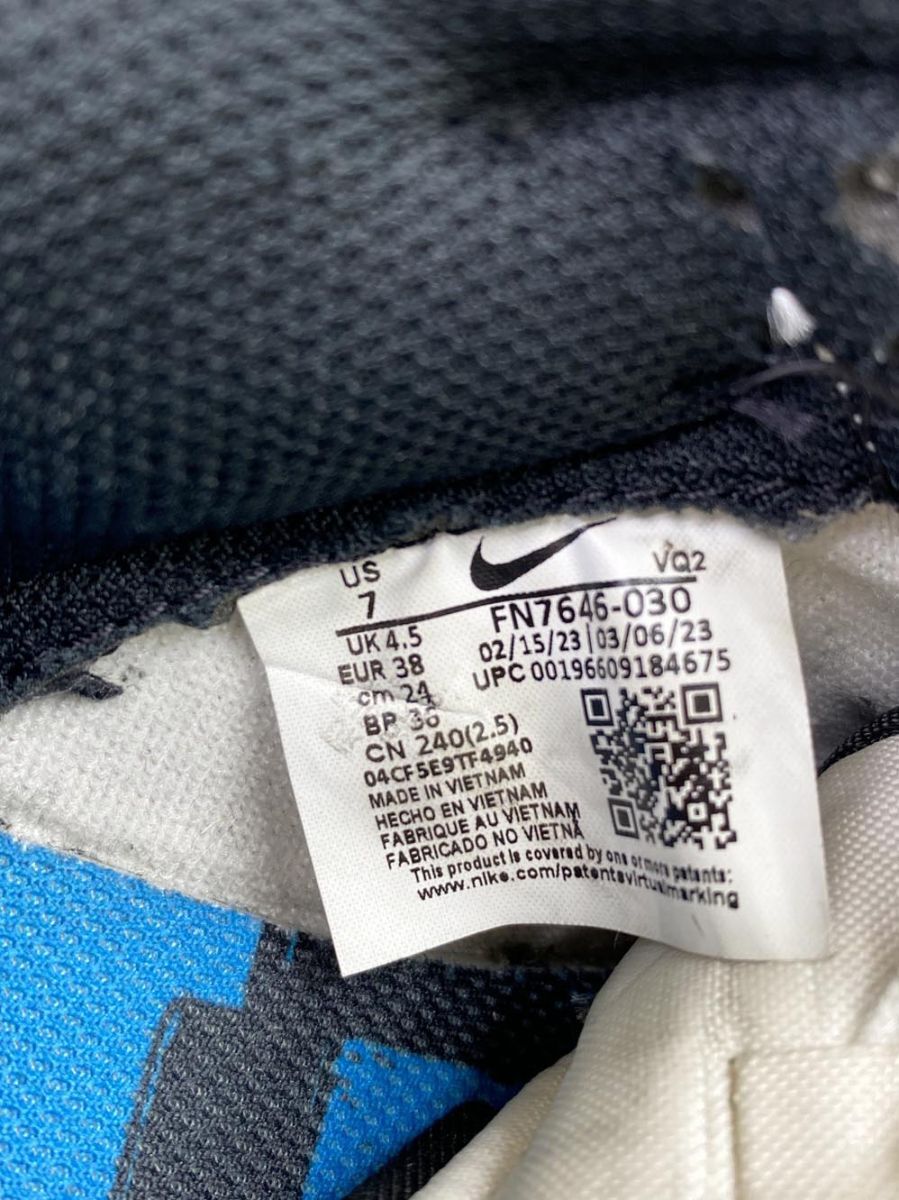 US
7
VQ2
FN7646-030
02/15/23|03/06/23
UPC 00196609184675
UK 4.5
EUR 38
cm 24
BP 36
CN 240(2.5)
04CF5E9TF4940
MADE IN VIETNAM
HECHO EN VIETNAM
FABRIQUE AU VIETNAM
FABRICADO NO VIETNÃ
This product is covered by one of more patents:
www.nike.com/patentsvirtualmarking